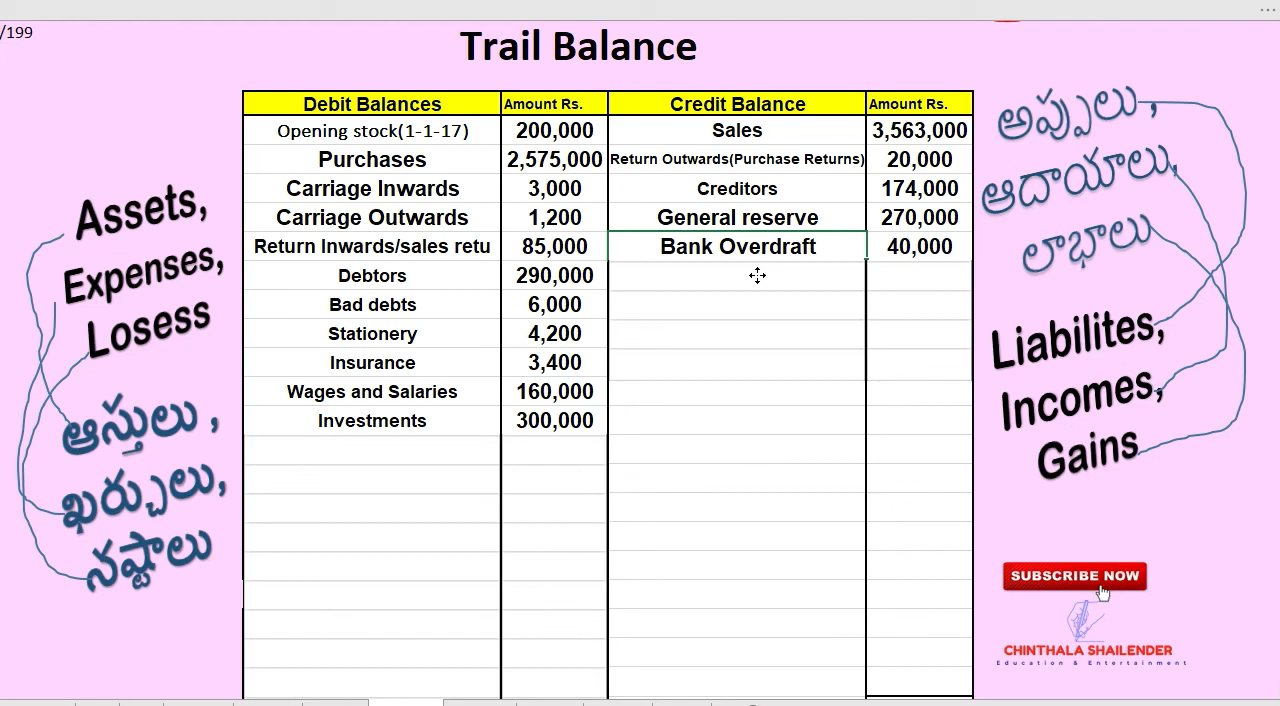 /199
Trail Balance
Debit Balances Amount Rs. Credit Balance Amount Rs.
Opening stock(1-1-17) 200,000 Sales 3,563,000
Purchases 2,575,000 Return Outwards(Purchase Returns) 20,000
Carriage Inwards 3,000 Creditors 174,000
Carriage Outwards 1,200 General reserve 270,000
Return Inwards/sales retu 85,000 Bank Overdraft 40,000
Debtors 290,000
Bad debts 6,000
Stationery 4,200
Insurance 3,400
Wages and Salaries 160,000
Investments 300,000
Assets,
Expenses,
Losess
ఆస్తులు,
ఖర్చులు,
నష్టాలు
అప్పులు,
ఆదాయాలు,
లాభాలు
Liabilites,
Incomes,
Gains
SUBSCRIBE NOW
CHINTHALA SHAILENDER
Education & Entertainment